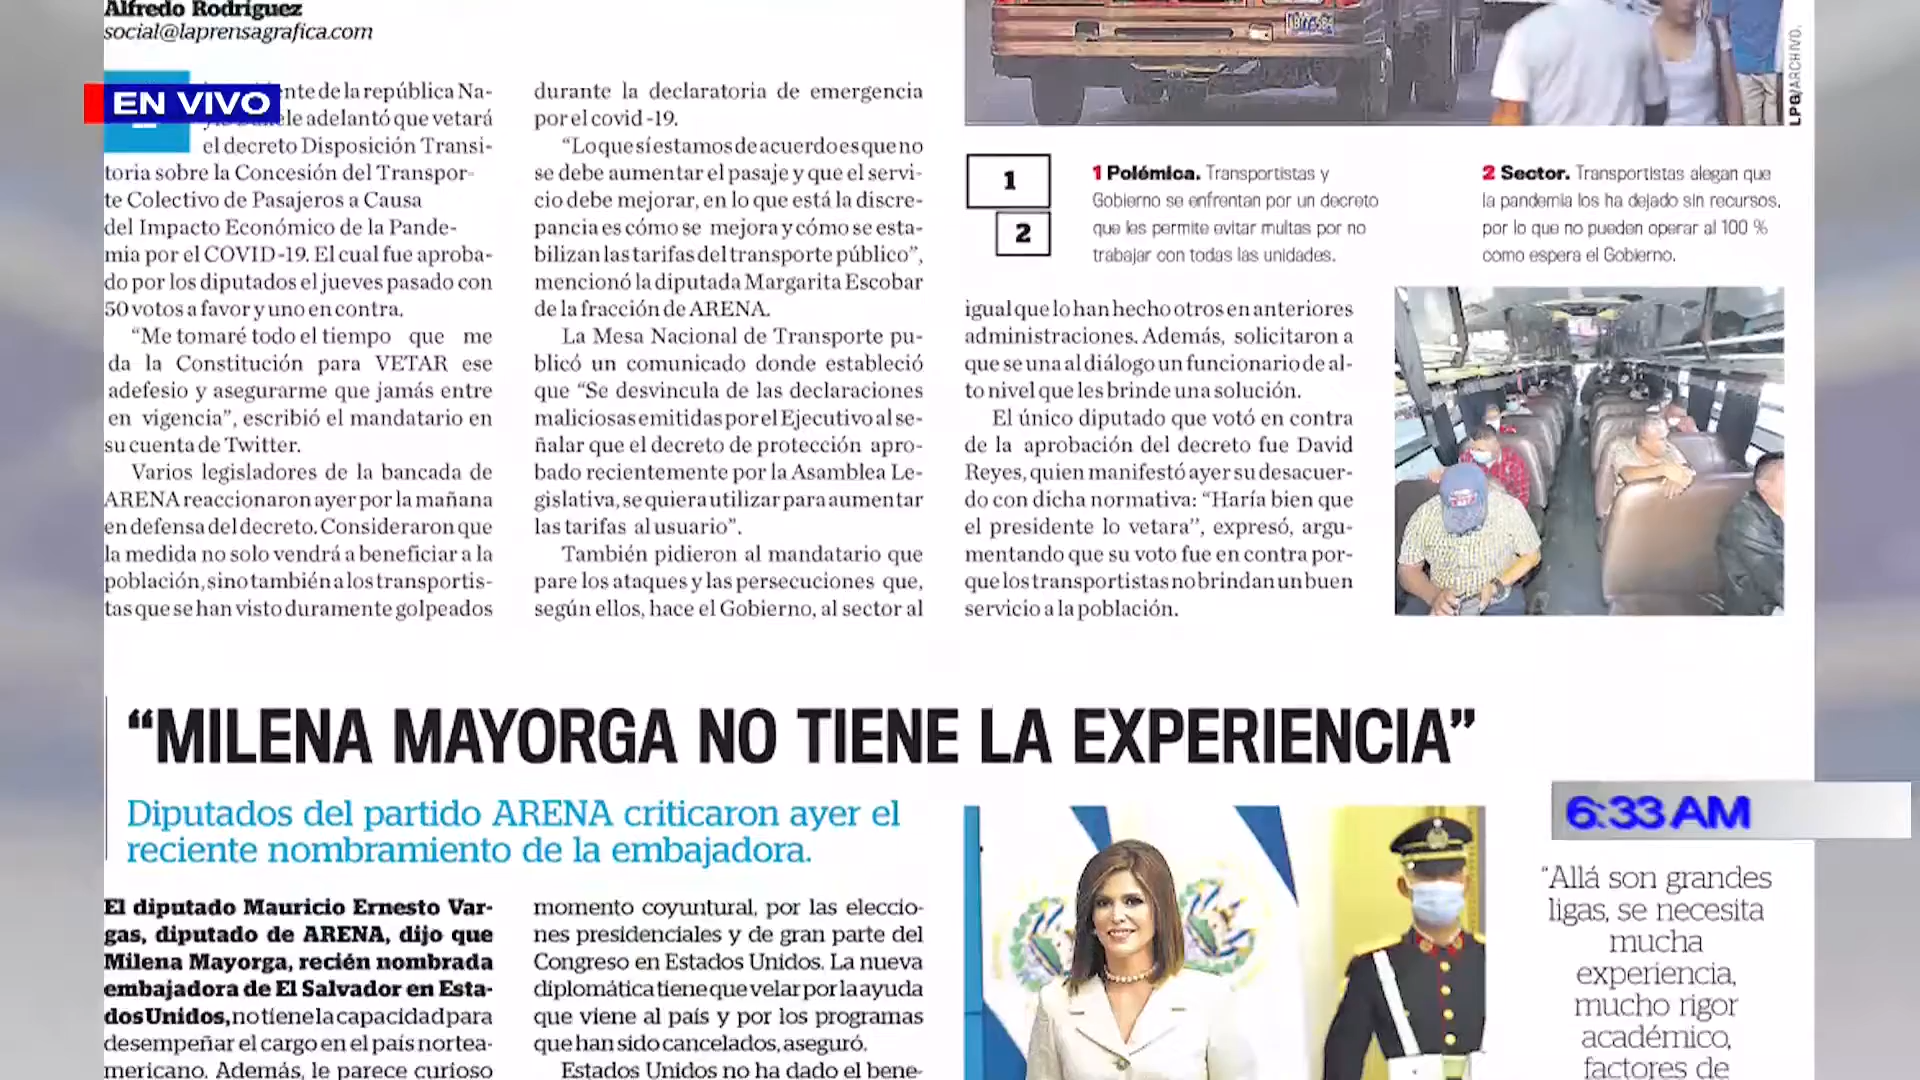 Alfredo Rodríguez
social@laprensagrafica.com
EN VIVO
ente de la república Na-
ele adelantó que vetará
el decreto Disposición Transi-
toria sobre la Concesión del Transpor-
te Colectivo de Pasajeros a Causa
del Impacto Económico de la Pande-
mia por el COVID-19. El cual fue aproba-
do por los diputados el jueves pasado con
50 votos a favor y uno en contra.
“Me tomaré todo el tiempo que me
da la Constitución para VETAR ese
adefesio y asegurarme que jamás entre
en vigencia”, escribió el mandatario en
su cuenta de Twitter.
Varios legisladores de la bancada de
ARENA reaccionaron ayer por la mañana
en defensa del decreto. Consideraron que
la medida no solo vendrá a beneficiar a la
población, sino también a los transportis-
tas que se han visto duramente golpeados
durante la declaratoria de emergencia
por el covid -19.
“Lo que sí estamos de acuerdo es que no
se debe aumentar el pasaje y que el servi-
cio debe mejorar, en lo que está la discre-
pancia es cómo se mejora y cómo se esta-
bilizan las tarifas del transporte público”,
mencionó la diputada Margarita Escobar
de la fracción de ARENA.
La Mesa Nacional de Transporte pu-
blicó un comunicado donde estableció
que “Se desvincula de las declaraciones
maliciosas emitidas por el Ejecutivo al se-
ñalar que el decreto de protección apro-
bado recientemente por la Asamblea Le-
gislativa, se quiera utilizar para aumentar
las tarifas al usuario”.
También pidieron al mandatario que
pare los ataques y las persecuciones que,
según ellos, hace el Gobierno, al sector al
LPG/ARCHIVO.
1
2
1 Polémica. Transportistas y
Gobierno se enfrentan por un decreto
que les permite evitar multas por no
trabajar con todas las unidades.
2 Sector. Transportistas alegan que
la pandemia los ha dejado sin recursos,
por lo que no pueden operar al 100 %
como espera el Gobierno.
igual que lo han hecho otros en anteriores
administraciones. Además, solicitaron a
que se una al diálogo un funcionario de al-
to nivel que les brinde una solución.
El único diputado que votó en contra
de la aprobación del decreto fue David
Reyes, quien manifestó ayer su desacuer-
do con dicha normativa: “Haría bien que
el presidente lo vetara’’, expresó, argu-
mentando que su voto fue en contra por-
que los transportistas no brindan un buen
servicio a la población.
“MILENA MAYORGA NO TIENE LA EXPERIENCIA”
Diputados del partido ARENA criticaron ayer el
reciente nombramiento de la embajadora.
El diputado Mauricio Ernesto Var-
gas, diputado de ARENA, dijo que
Milena Mayorga, recién nombrada
embajadora de El Salvador en Esta-
dos Unidos, no tiene la capacidad para
desempeñar el cargo en el país nortea-
mericano. Además, le parece curioso
momento coyuntural, por las eleccio-
nes presidenciales y de gran parte del
Congreso en Estados Unidos. La nueva
diplomática tiene que velar por la ayuda
que viene al país y por los programas
que han sido cancelados, aseguró.
Estados Unidos no ha dado el bene-
6:33 AM
“Allá son grandes
ligas, se necesita
mucha
experiencia,
mucho rigor
académico,
factores de